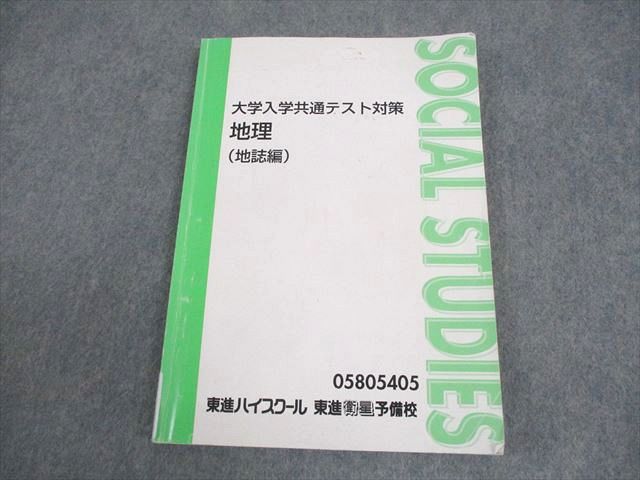 大学入学共通テスト対策
地理
(地誌編)
SOCIAL STUDIES
05805405
東進ハイスクール 東進衛星予備校